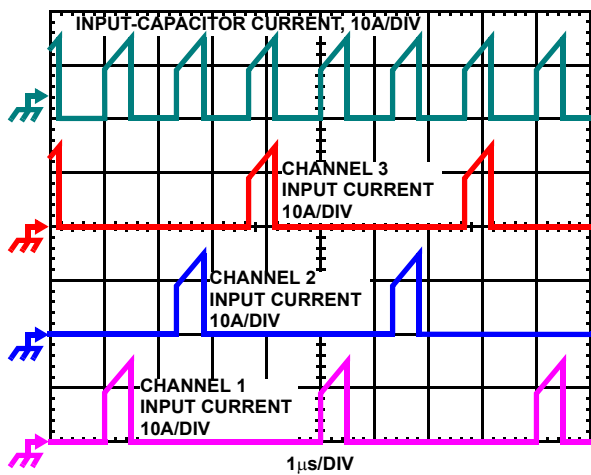 INPUT-CAPACITOR CURRENT, 10A/DIV
CHANNEL 3
INPUT CURRENT
10A/DIV
CHANNEL 2
INPUT CURRENT
10A/DIV
CHANNEL 1
INPUT CURRENT
10A/DIV
1μs/DIV